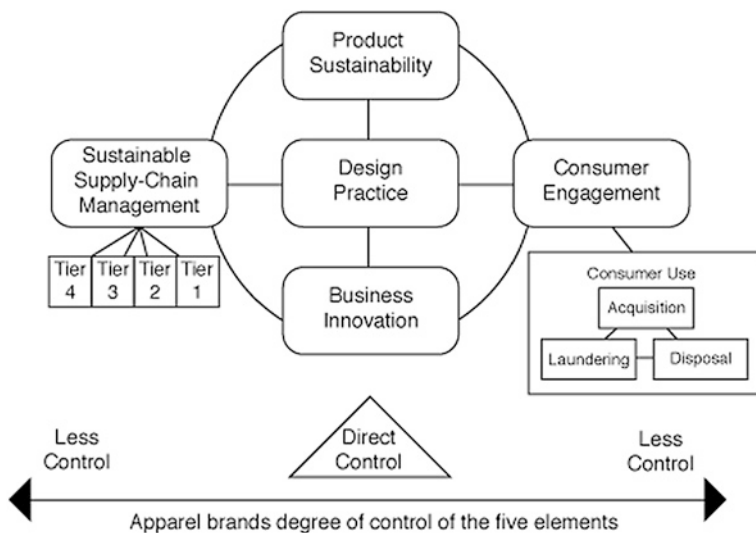 Product
Sustainability
Sustainable
Supply-Chain
Management
Design
Practice
Consumer
Engagement
Tier
4
Tier
3
Tier
2
Tier
1
Business
Innovation
Consumer Use
Acquisition
Laundering
Disposal
Less
Control
Direct
Control
Less
Control
Apparel brands degree of control of the five elements